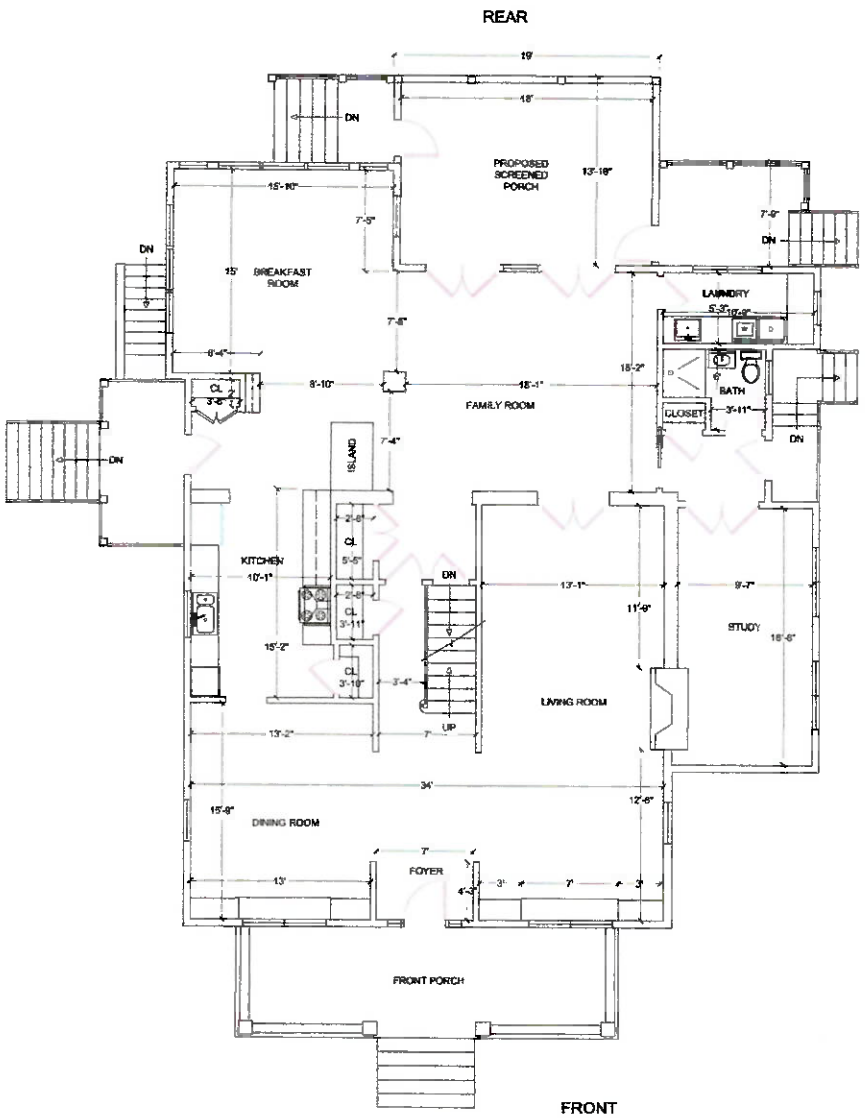 REAR
19'
18'
DN
PROPOSED
SCREENED
PORCH
13'-10"
15'-10"
7'-5"
7'-9"
DN
DN
BREAKFAST
ROOM
15'
LAUNDRY
5'-3"
7'-8"
6'-4"
18'-2"
6'
BATH
CL
3'-6"
8'-10"
18'-1"
FAMILY ROOM
CLOSET
3'-11"
DN
DN
ISLAND
7'-4"
2'-8"
CL
5'-5"
KITCHEN
10'-1"
DN
13'-1"
9'-7"
2'-8"
CL
3'-11"
11'-9"
STUDY
16'-6"
15'-2"
CL
3'-10"
3'-4"
LIVING ROOM
UP
13'-2"
7'
34'
12'-6"
15'-9"
DINING ROOM
7'
FOYER
13'
4'-3"
3'
7'
3'
FRONT PORCH
FRONT